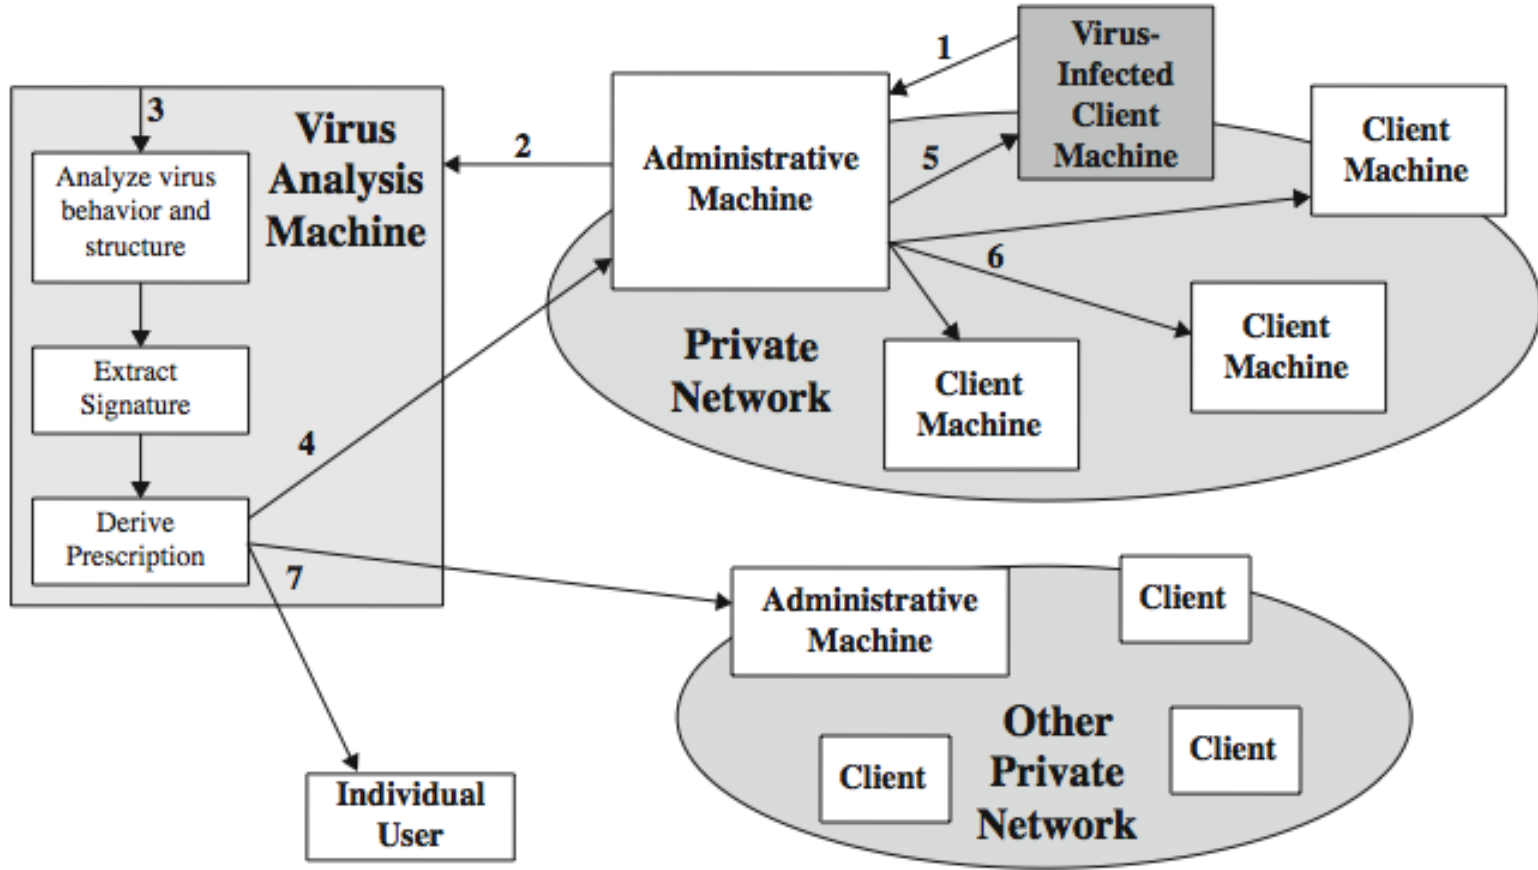 Virus
Analysis
Machine
3
Analyze virus
behavior and
structure
Extract
Signature
Derive
Prescription
2
4
7
Administrative
Machine
1
Virus-
Infected
Client
Machine
5
6
Client
Machine
Client
Machine
Client
Machine
Private
Network
Individual
User
Administrative
Machine
Client
Client
Client
Other
Private
Network